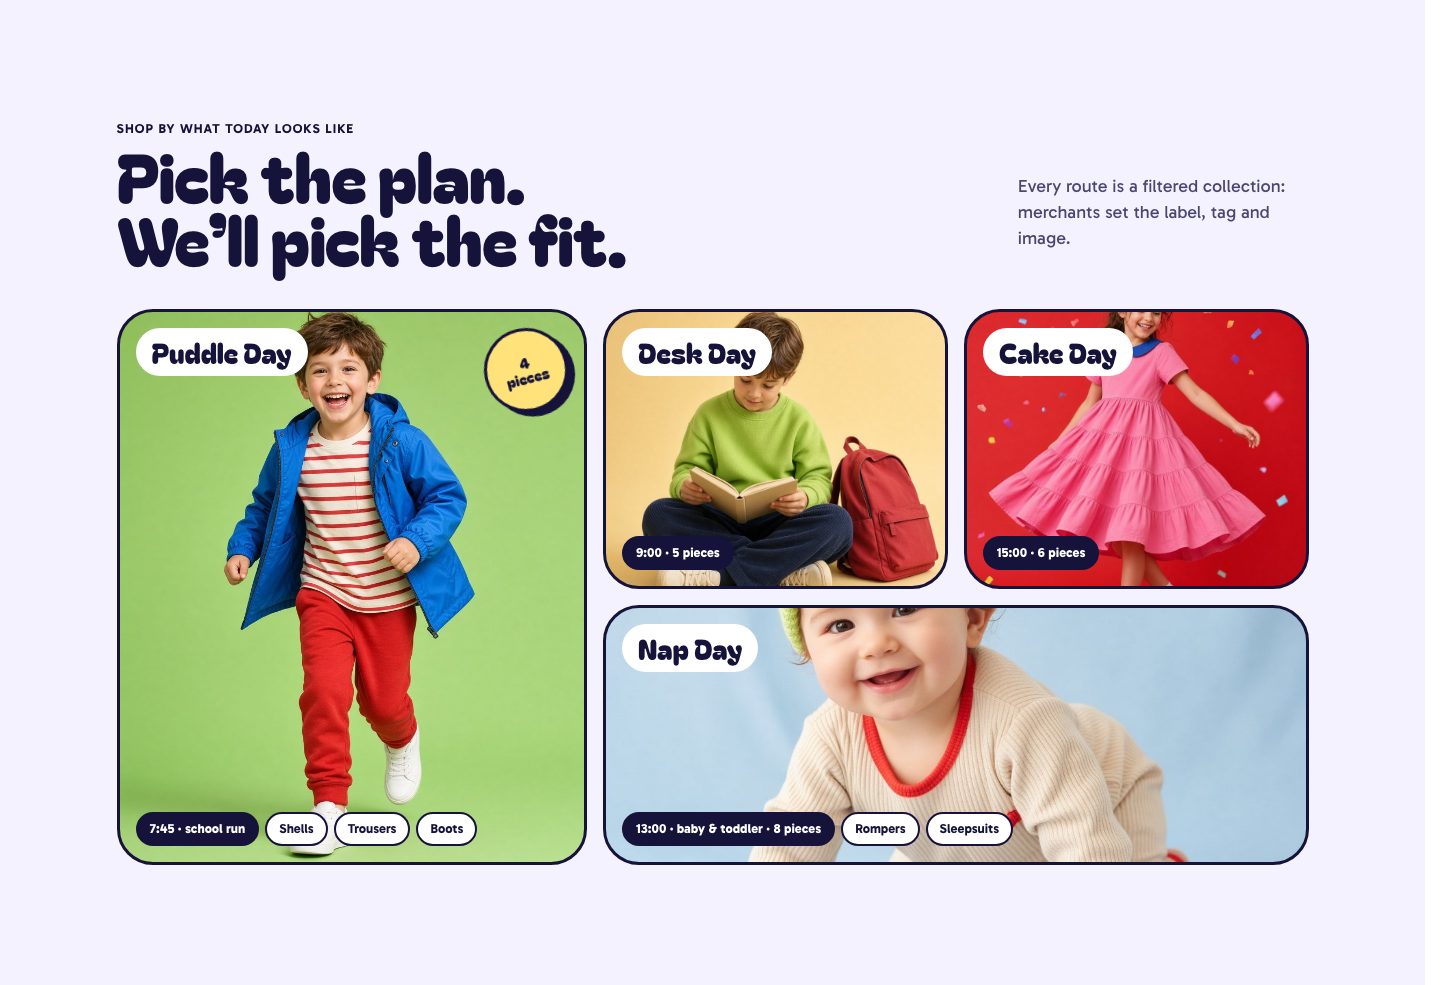 SHOP BY WHAT TODAY LOOKS LIKE
Pick the plan.
We’ll pick the fit.
Every route is a filtered collection:
merchants set the label, tag and
image.
Puddle Day
4
pieces
7:45 · school run
Shells
Trousers
Boots
Desk Day
9:00 · 5 pieces
Cake Day
15:00 · 6 pieces
Nap Day
13:00 · baby & toddler · 8 pieces
Rompers
Sleepsuits